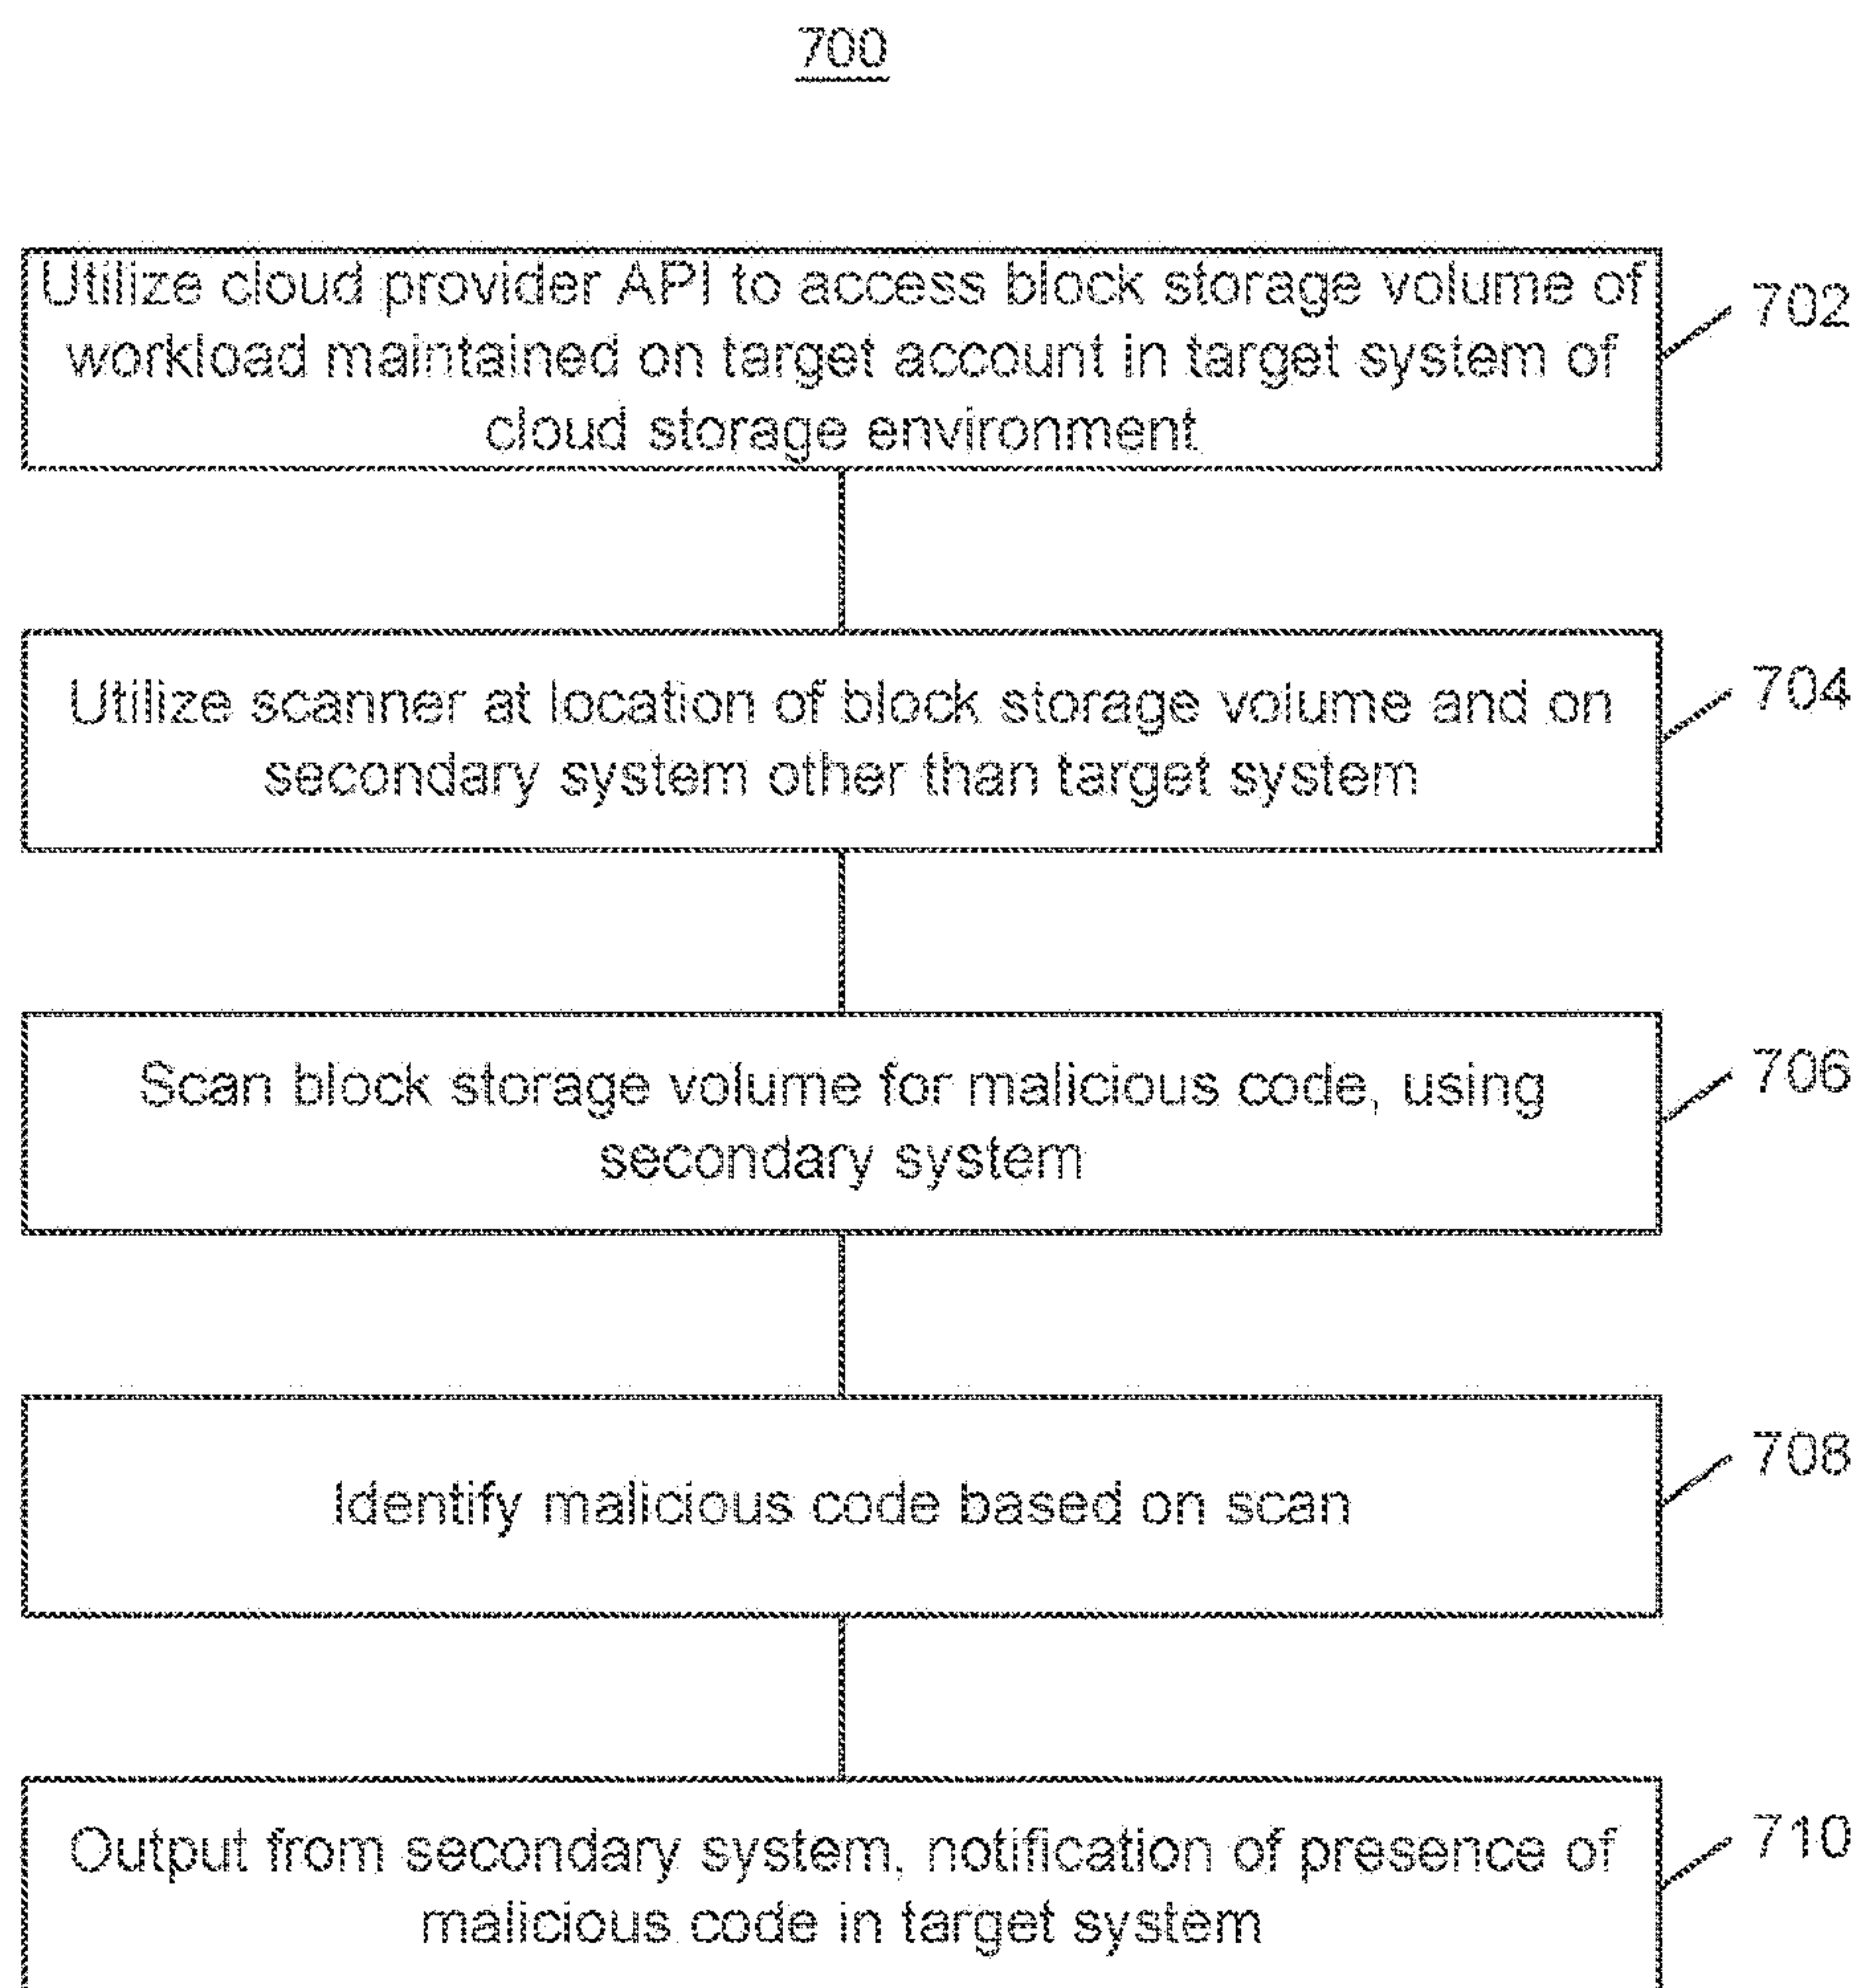 700
Utilize cloud provider API to access block storage volume of
702
workload maintained on target account in target system of
cloud storage environment
Utilize scanner at location of block storage volume and on
704
secondary system other than target system
Scan block storage volume for malicious code, using
706
secondary system
Identify malicious code based on scan
708
Output from secondary system, notification of presence of
710
malicious code in target system